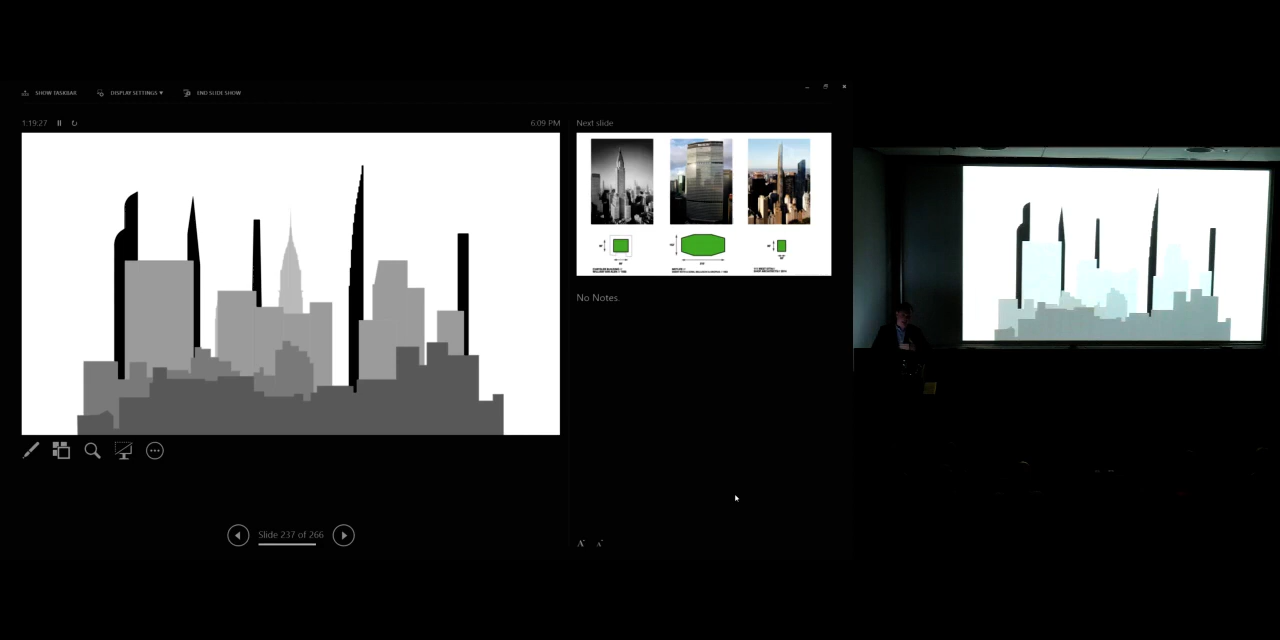 SHOW TASKBAR
DISPLAY SETTINGS ▾
END SLIDE SHOW
1:19:27
6:09 PM
Next slide
No Notes.
Slide 237 of 266
A
A